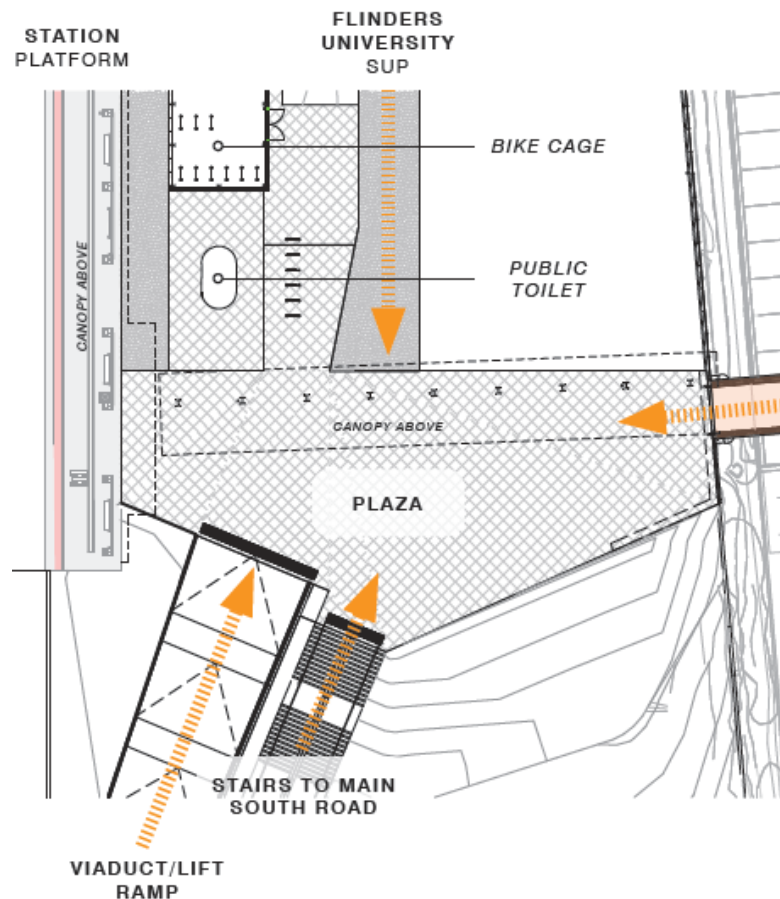 FLINDERS
UNIVERSITY
SUP
STATION
PLATFORM
BIKE CAGE
PUBLIC
TOILET
CANOPY ABOVE
CANOPY ABOVE
PLAZA
STAIRS TO MAIN
SOUTH ROAD
VIADUCT/LIFT
RAMP